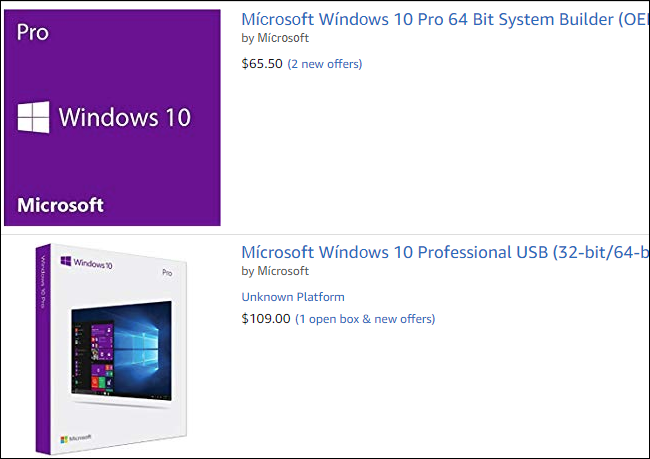 Pro
Windows 10
Microsoft
Mícrosoft Wíndows 10 Pro 64 Bit System Builder (OE
by Mícrosoft
$65.50 (2 new offers)
Windows 10 Pro
Windows 10
Pro
Microsoft
Mícrosoft Wíndows 10 Professional USB (32-bit/64-b
by Mícrosoft
Unknown Platform
$109.00 (1 open box & new offers)